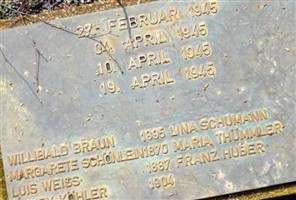 27. FEBRUAR 1945
04. APRIL 1945
10. APRIL 1945
19. APRIL 1945
WILLIBALD BRAUN 1895 LINA SCHUMANN
MARGARETE SCHÖNLEIN 1870 MARIA THÜMMLER
LUIS WEISS 1887 FRANZ HUBER
KÖHLER 1904